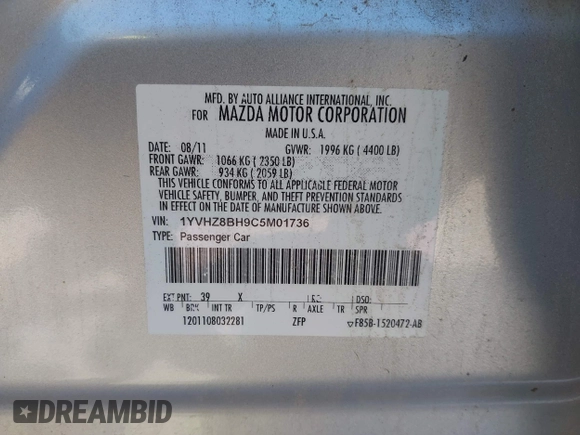 MFD. BY AUTO ALLIANCE INTERNATIONAL, INC.
FOR MAZDA MOTOR CORPORATION
MADE IN U.S.A.
DATE: 08/11 GVWR: 1996 KG ( 4400 LB)
FRONT GAWR: 1066 KG ( 2350 LB)
REAR GAWR: 934 KG ( 2059 LB)
THIS VEHICLE CONFORMS TO ALL APPLICABLE FEDERAL MOTOR
VEHICLE SAFETY, BUMPER, AND THEFT PREVENTION STANDARDS
IN EFFECT ON THE DATE OF MANUFACTURE SHOWN ABOVE.
VIN: 1YVHZ8BH9C5M01736
TYPE: Passenger Car
EXT PNT: 39 X DSO:
WB BRK INT TR TP/PS R AXLE TR SPR
1201108032281 ZFP F85B-1520472-AB
DREAMBID